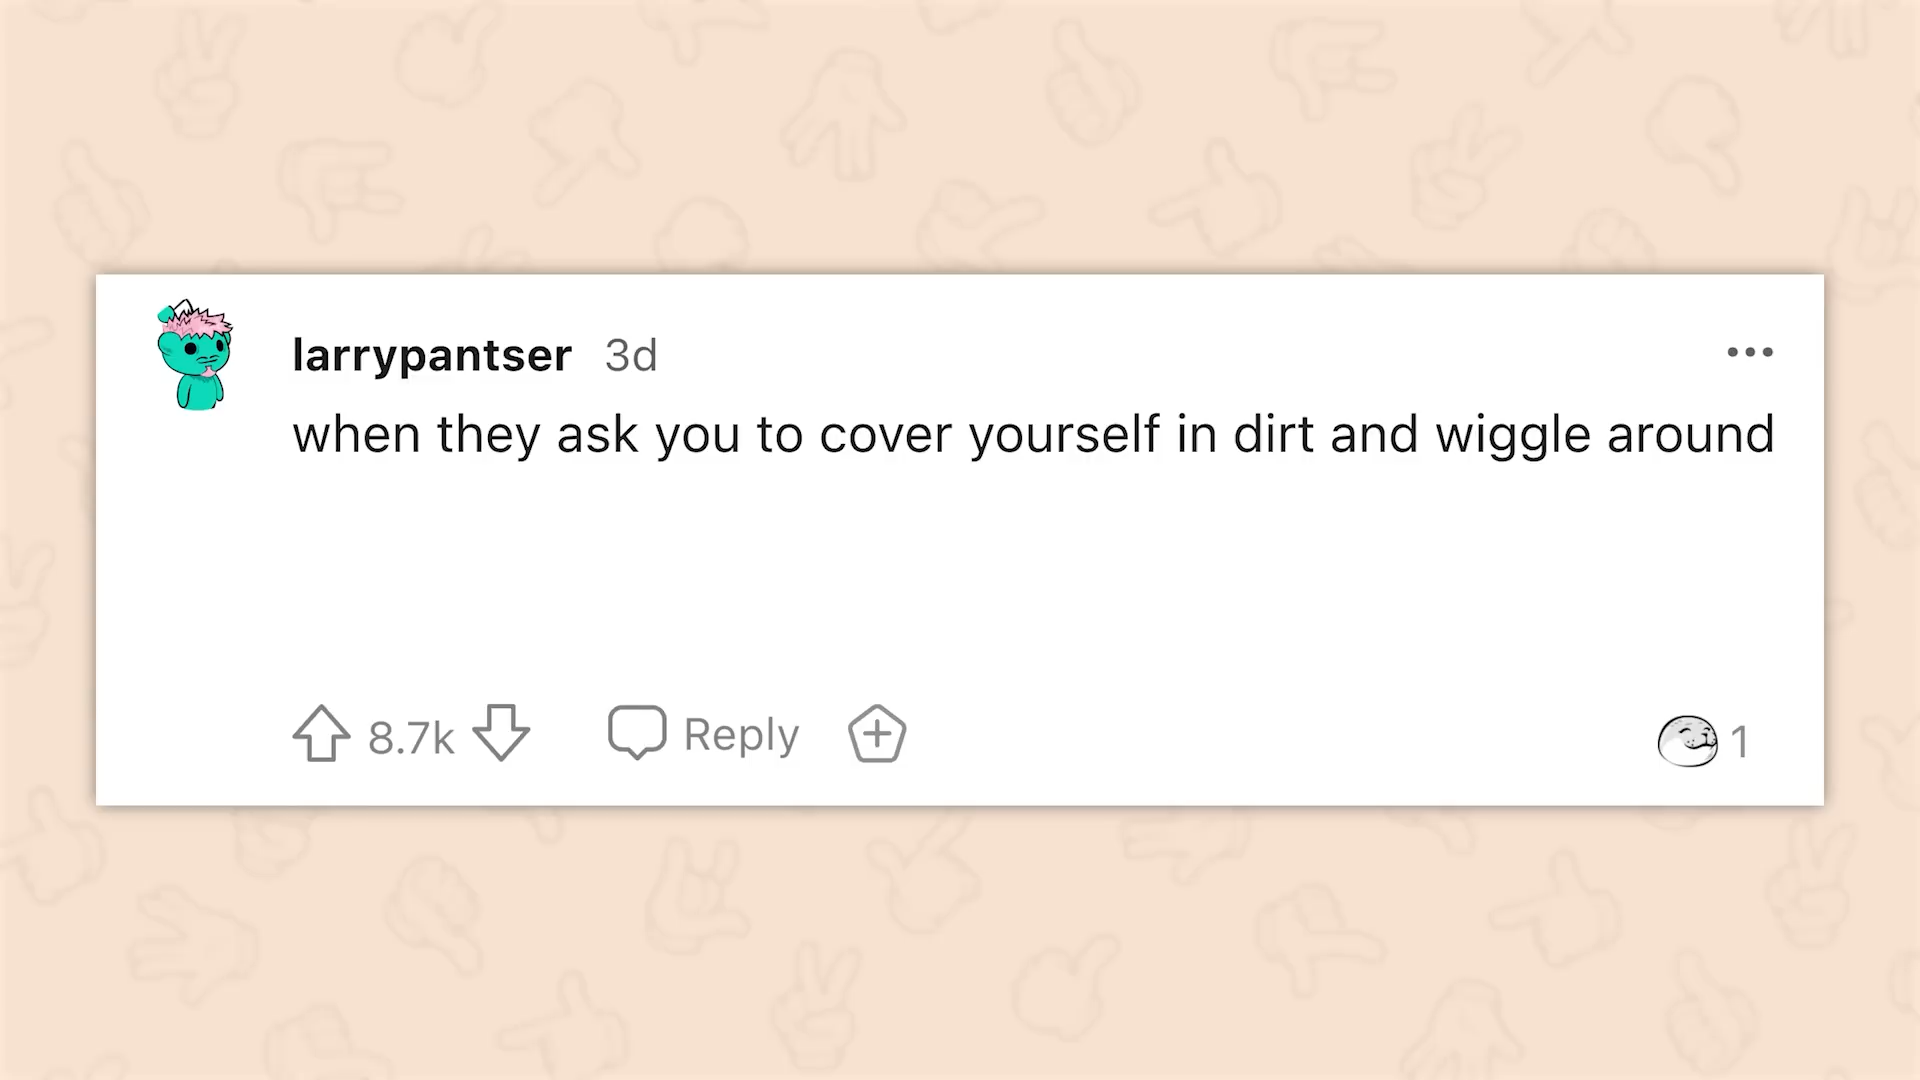 larrypantser 3d
when they ask you to cover yourself in dirt and wiggle around
8.7k Reply 1